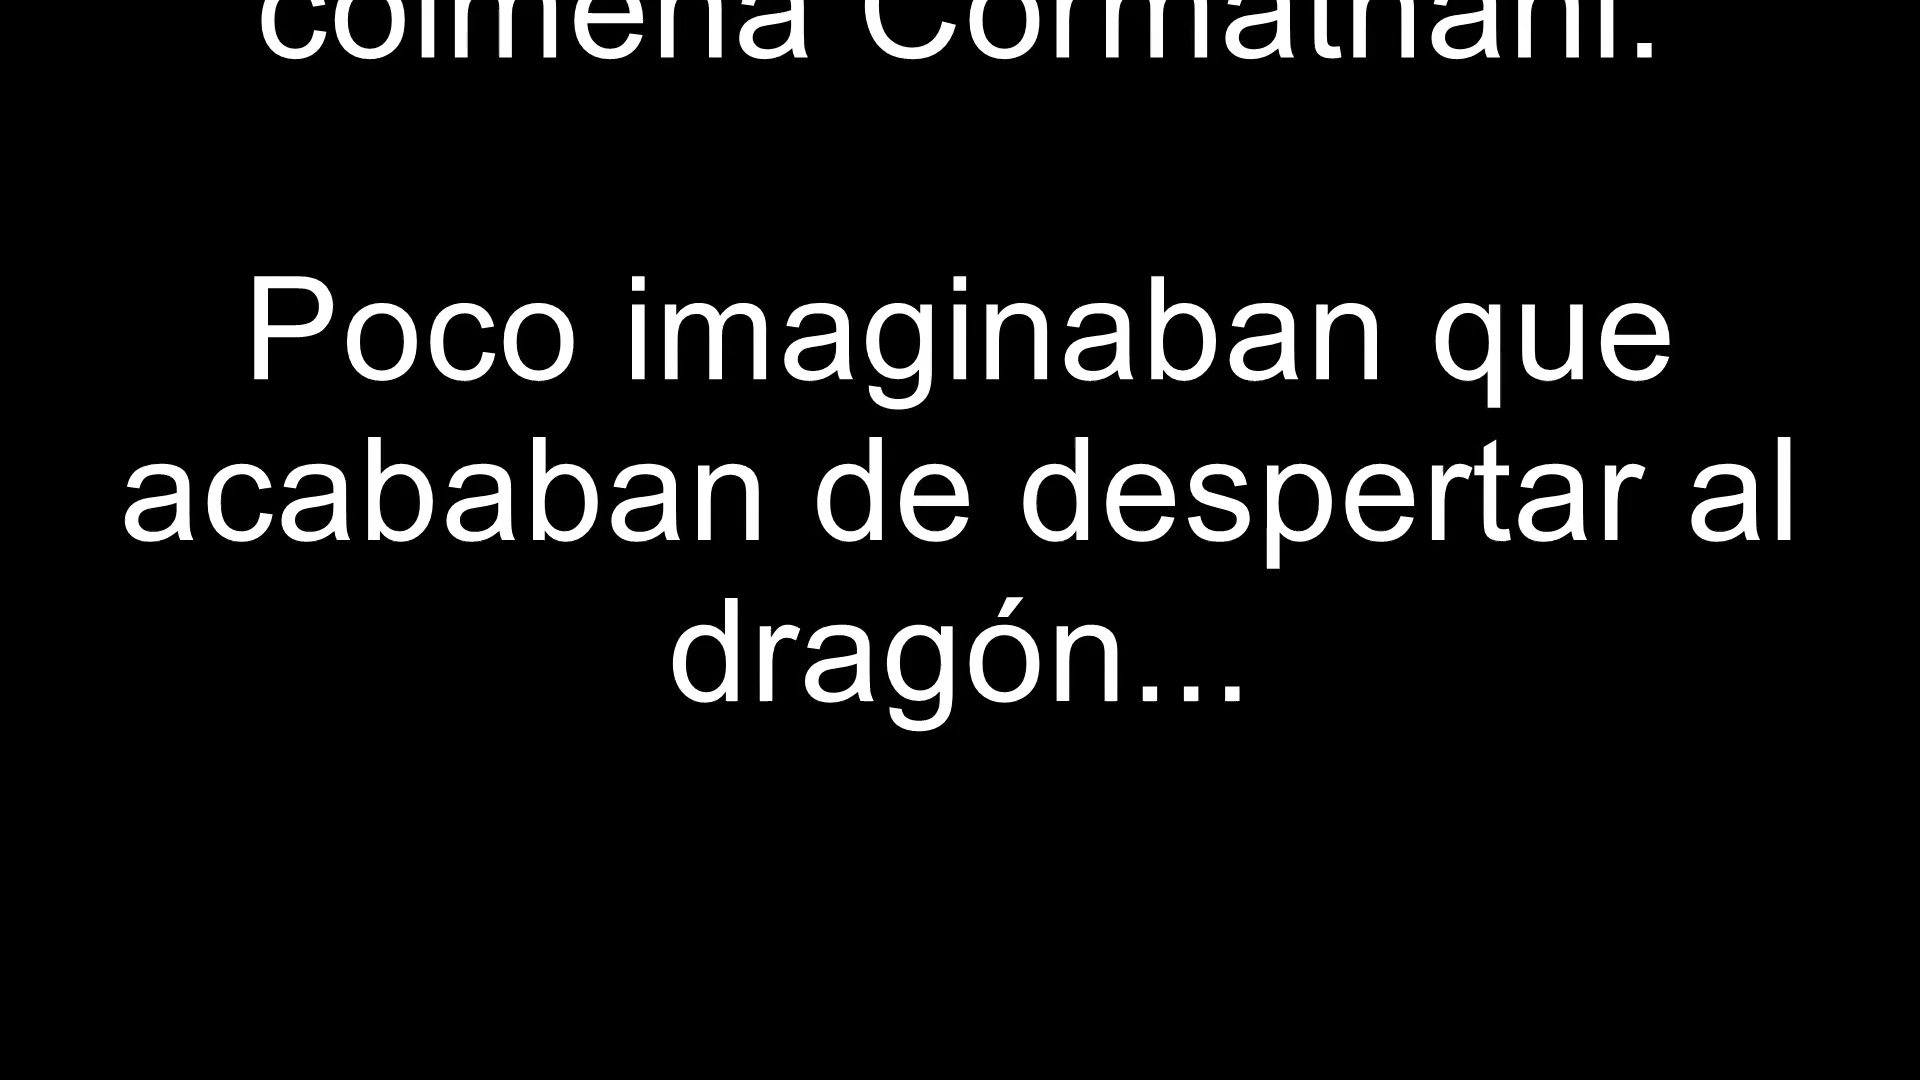 colmena Cormathani.
Poco imaginaban que
acababan de despertar al
dragón...